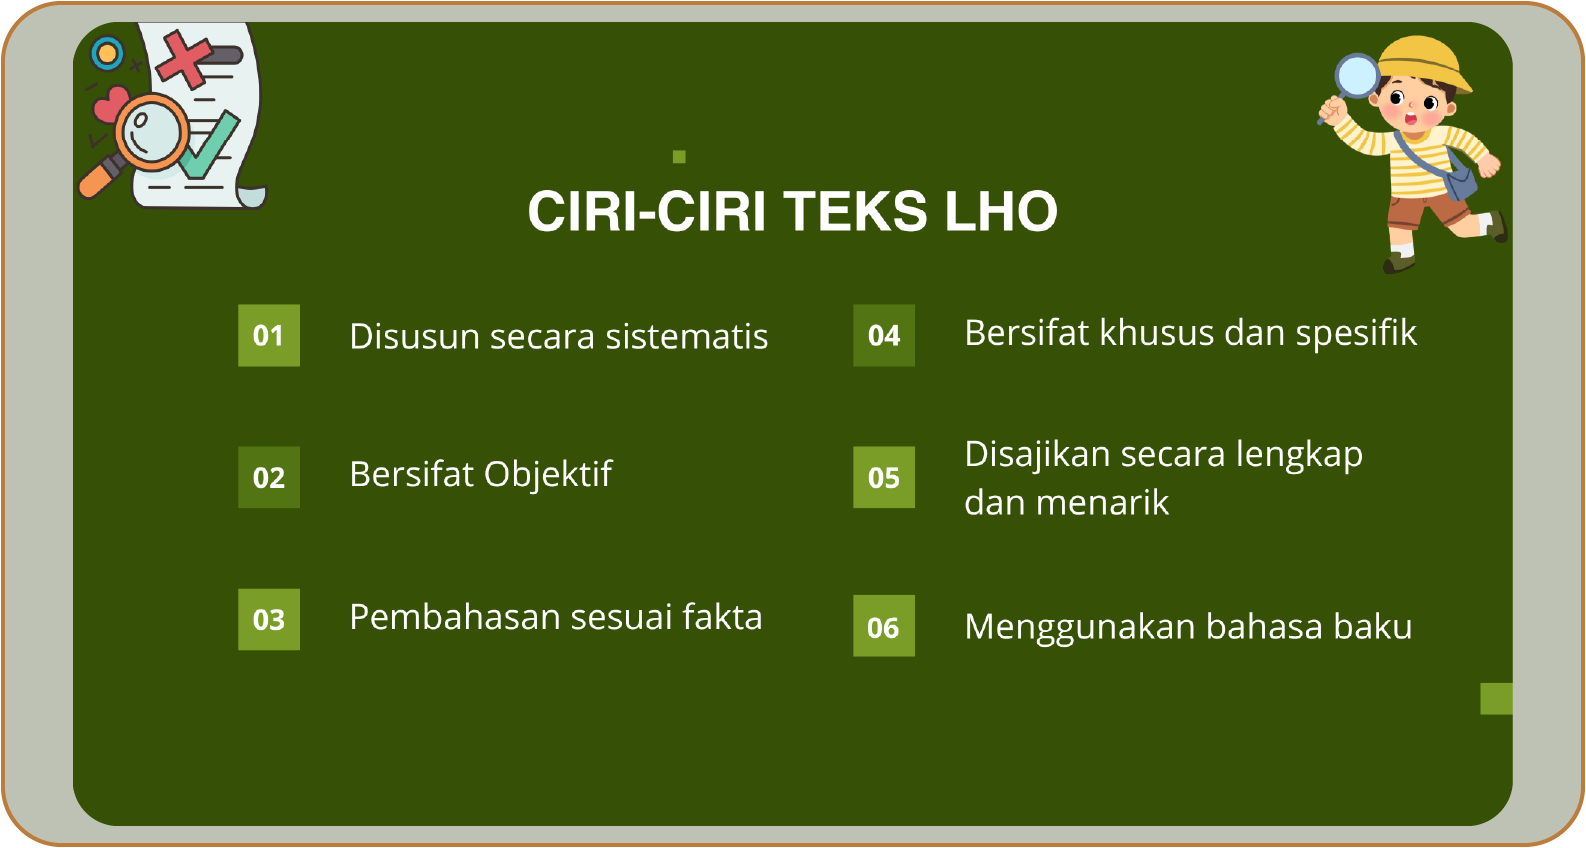 CIRI-CIRI TEKS LHO
01 Disusun secara sistematis
02 Bersifat Objektif
03 Pembahasan sesuai fakta
04 Bersifat khusus dan spesifik
05 Disajikan secara lengkap
dan menarik
06 Menggunakan bahasa baku